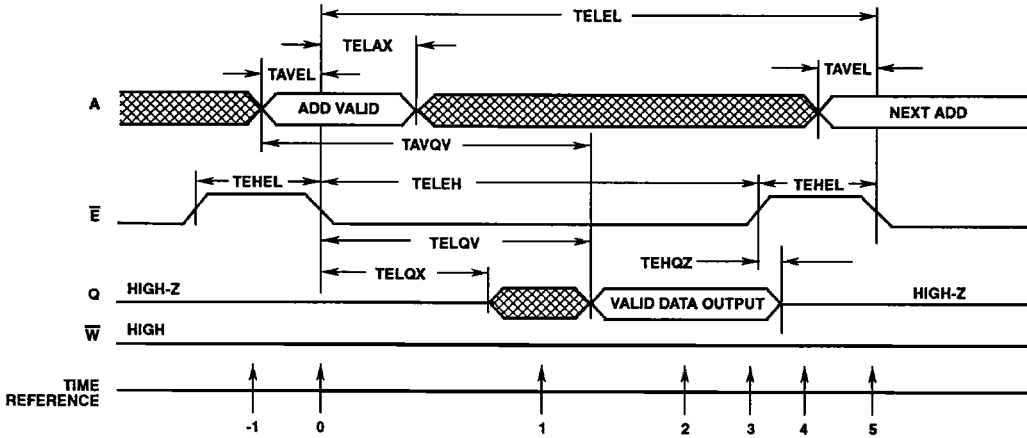 TELEL
TELAX
TAVEL
TAVEL
A
ADD VALID
NEXT ADD
TAVQV
TEHEL
TELEH
TEHEL
E
TELQV
TEHQZ
TELQX
Q
HIGH-Z
VALID DATA OUTPUT
HIGH-Z
W
HIGH
TIME
REFERENCE
-1 0 1 2 3 4 5